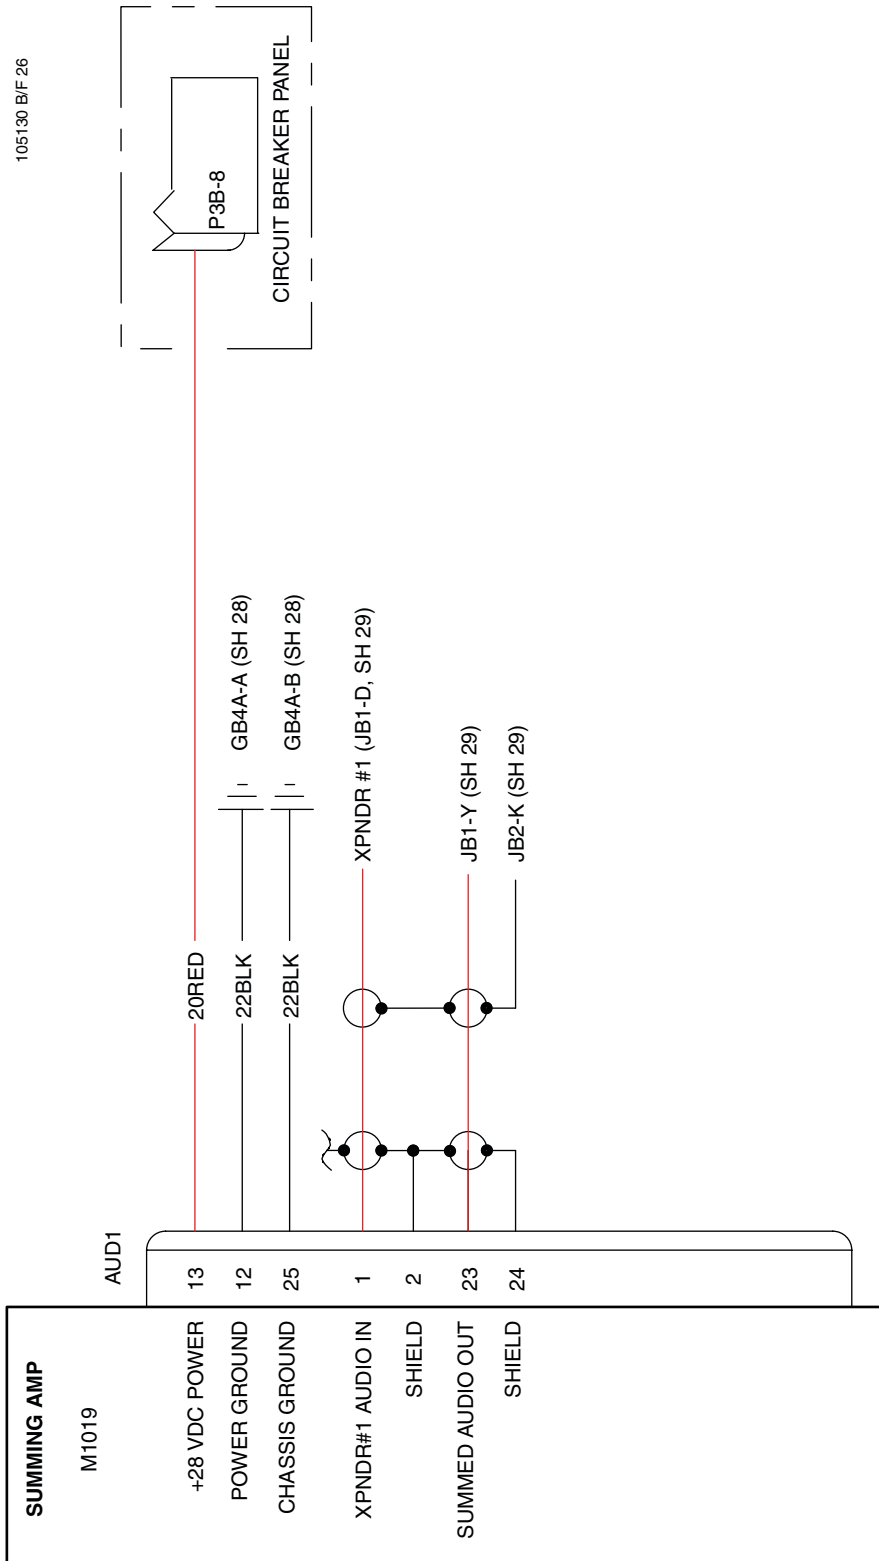 105130 B/F 26
SUMMING AMP
M1019
AUD1
+28 VDC POWER 13 20RED P3B-8
CIRCUIT BREAKER PANEL
POWER GROUND 12 22BLK GB4A-A (SH 28)
CHASSIS GROUND 25 22BLK GB4A-B (SH 28)
XPNDR#1 AUDIO IN 1 XPNDR #1 (JB1-D, SH 29)
SHIELD 2
SUMMED AUDIO OUT 23 JB1-Y (SH 29)
SHIELD 24 JB2-K (SH 29)